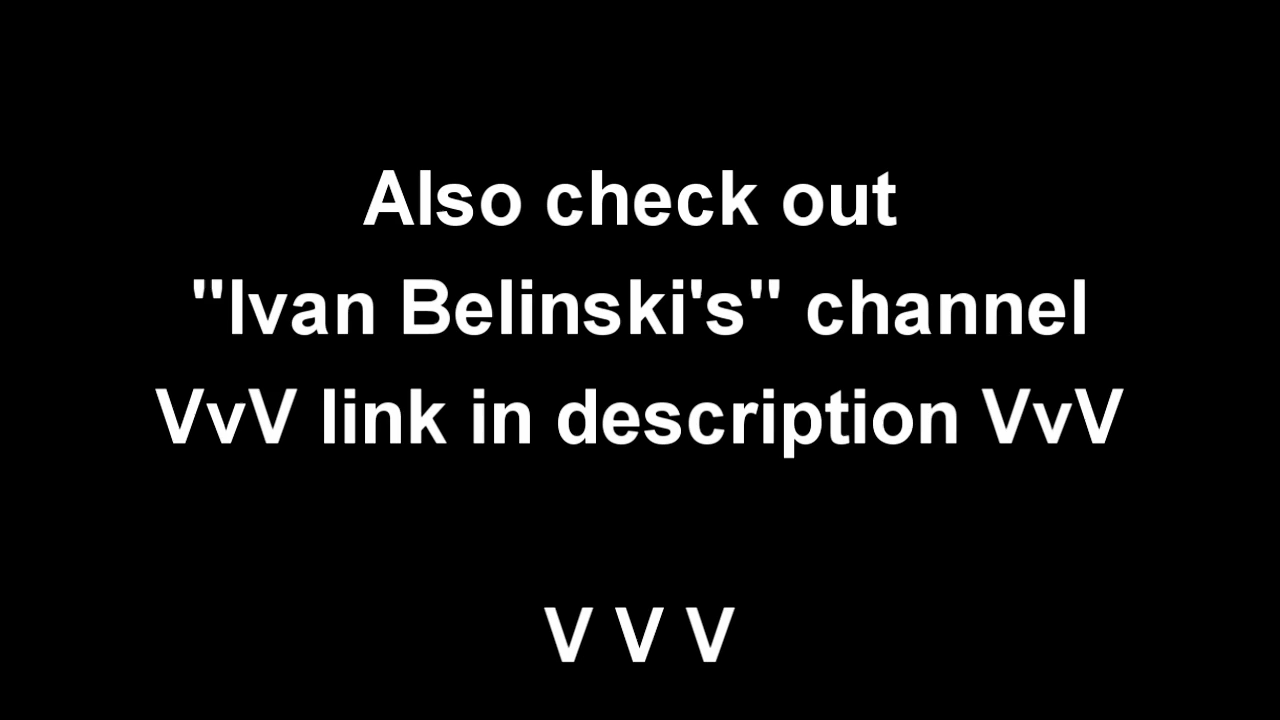 Also check out
"Ivan Belinski's" channel
VvV link in description VvV
V V V